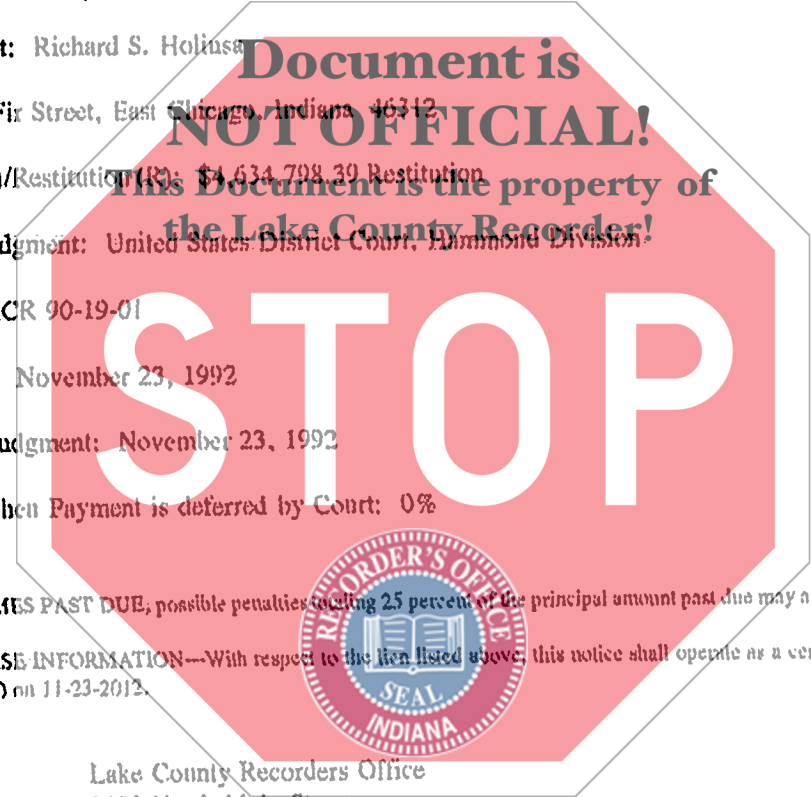 t: Richard S. Holinsa
Document is
Fir Street, East Chicago, Indiana 46312
NOT OFFICIAL!
/Restitution (R): $4,634,798.39 Restitution
This Document is the property of
the Lake County Recorder!
dgment: United States District Court, Hammond Division
CR 90-19-01
STOP
November 23, 1992
udgment: November 23, 1992
hen Payment is deferred by Court: 0%
MES PAST DUE, possible penalties totaling 25 percent of the principal amount past due may a
SE INFORMATION—With respect to the lien listed above, this notice shall operate as a cer
) on 11-23-2012.
RECORDER'S OFFICE
SEAL
INDIANA
Lake County Recorders Office